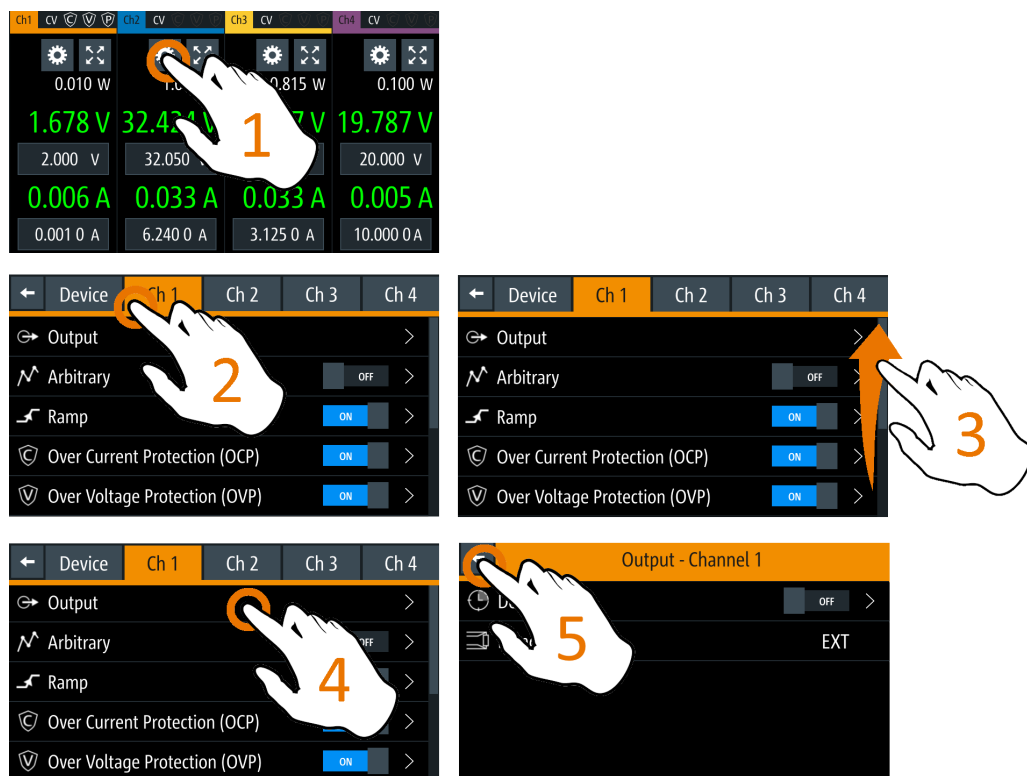 Ch1 CV C V P Ch2 CV C V P Ch3 CV C V P Ch4 CV C V P
0.010 W 0.815 W 0.100 W
1.678 V V 19.787 V
2.000 V 32.050 20.000 V
0.006 A 0.033 A 0.033 A 0.005 A
0.001 0 A 6.240 0 A 3.125 0 A 10.000 0 A
1
Device Ch 1 Ch 2 Ch 3 Ch 4
Output
Arbitrary OFF
Ramp ON
C Over Current Protection (OCP) ON
V Over Voltage Protection (OVP) ON
2
Device Ch 1 Ch 2 Ch 3 Ch 4
Output
Arbitrary OFF
Ramp ON
C Over Current Protection (OCP) ON
V Over Voltage Protection (OVP) ON
3
Device Ch 1 Ch 2 Ch 3 Ch 4
Output
Arbitrary OFF
Ramp
C Over Current Protection (OCP)
V Over Voltage Protection (OVP) ON
4
Output - Channel 1
OFF
EXT
5